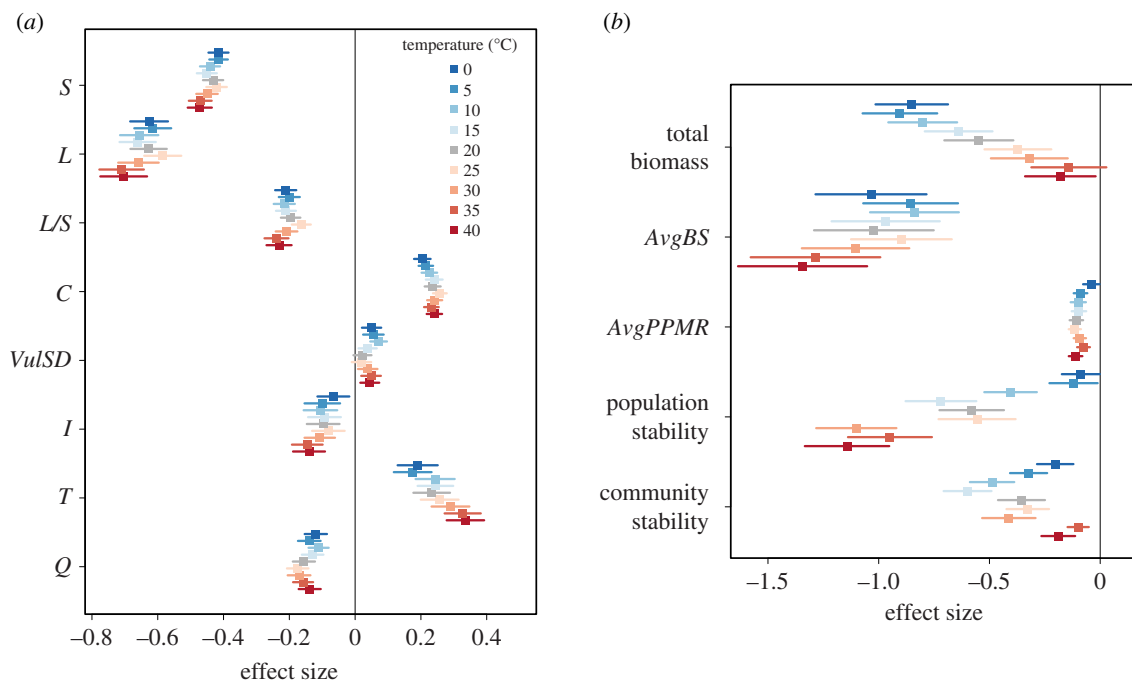 (a)
temperature (°C)
0
5
10
15
20
25
30
35
40
S
L
L/S
C
VulSD
I
T
Q
–0.8 –0.6 –0.4 –0.2 0 0.2 0.4
effect size
(b)
total
biomass
AvgBS
AvgPPMR
population
stability
community
stability
–1.5 –1.0 –0.5 0
effect size